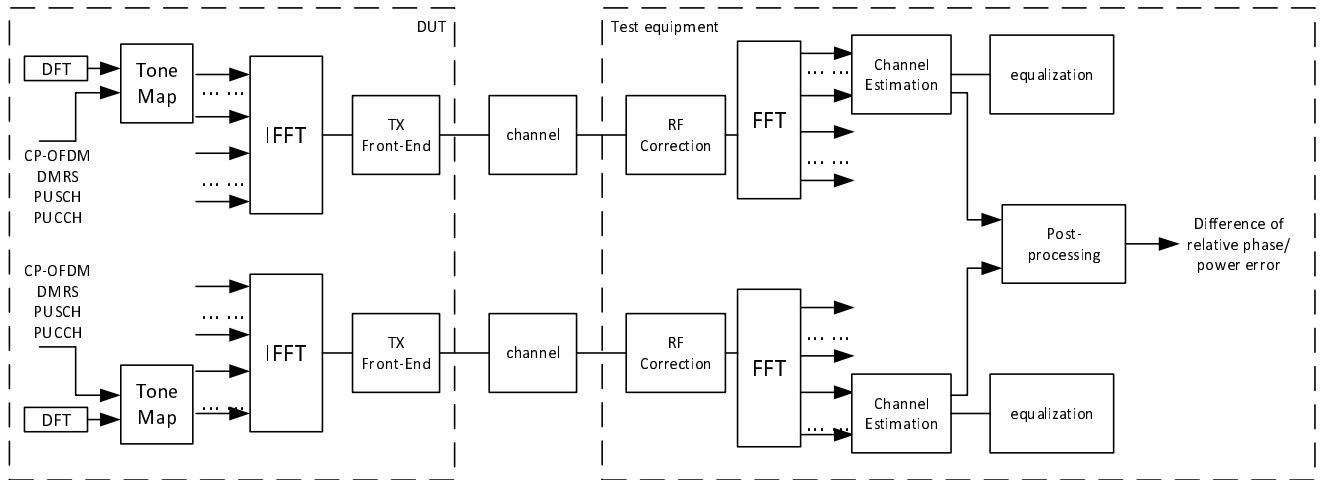 DUT
Test equipment
DFT
Tone
Map
... ...
... ...
IFFT
TX
Front-End
channel
RF
Correction
FFT
... ...
... ...
Channel
Estimation
equalization
CP-OFDM
DMRS
PUSCH
PUCCH
Post-
processing
Difference of
relative phase/
power error
CP-OFDM
DMRS
PUSCH
PUCCH
Tone
Map
DFT
... ...
... ...
IFFT
TX
Front-End
channel
RF
Correction
FFT
... ...
... ...
Channel
Estimation
equalization